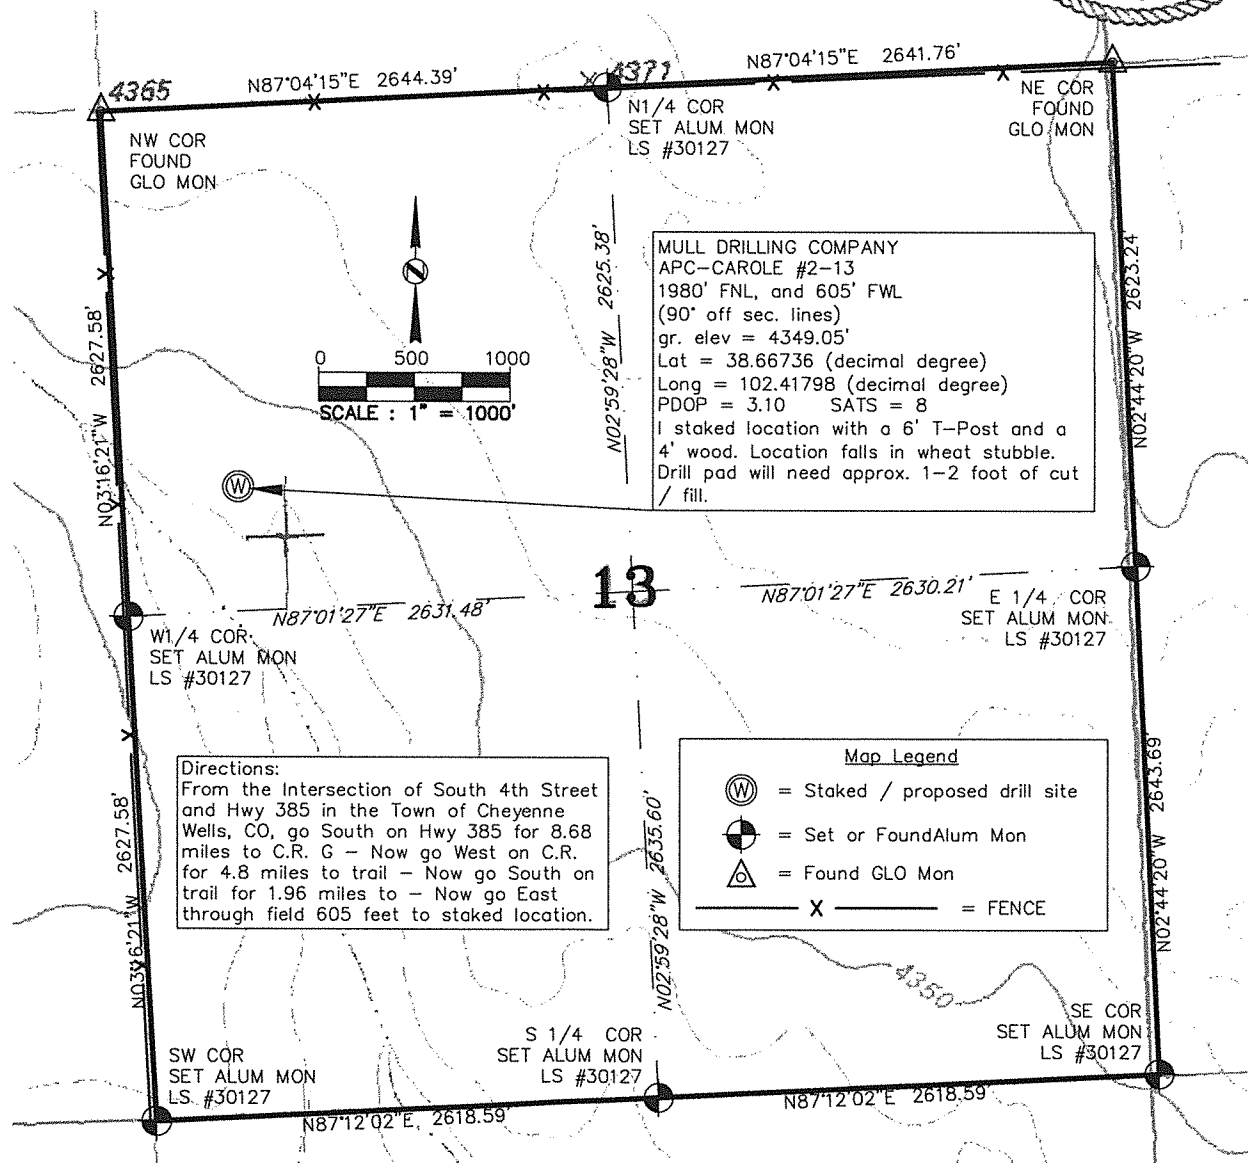 4365
N87°04'15"E 2644.39'
4371
N87°04'15"E 2641.76'
NW COR
FOUND
GLO MON
N1/4 COR
SET ALUM MON
LS #30127
NE COR
FOUND
GLO MON
N
0 500 1000
SCALE : 1" = 1000'
MULL DRILLING COMPANY
APC-CAROLE #2-13
1980' FNL, and 605' FWL
(90° off sec. lines)
gr. elev = 4349.05'
Lat = 38.66736 (decimal degree)
Long = 102.41798 (decimal degree)
PDOP = 3.10 SATS = 8
I staked location with a 6' T-Post and a
4' wood. Location falls in wheat stubble.
Drill pad will need approx. 1-2 foot of cut
/ fill.
N03°16'21"W 2627.58'
N02°59'28"W 2625.38'
N02°44'20"W 2623.24'
W
13
N87°01'27"E 2631.48'
N87°01'27"E 2630.21'
W1/4 COR
SET ALUM MON
LS #30127
E 1/4 COR
SET ALUM MON
LS #30127
Directions:
From the Intersection of South 4th Street
and Hwy 385 in the Town of Cheyenne
Wells, CO, go South on Hwy 385 for 8.68
miles to C.R. G - Now go West on C.R.
for 4.8 miles to trail - Now go South on
trail for 1.96 miles to - Now go East
through field 605 feet to staked location.
Map Legend
W = Staked / proposed drill site
= Set or FoundAlum Mon
= Found GLO Mon
X = FENCE
N03°16'21"W 2627.58'
N02°59'28"W 2635.60'
N02°44'20"W 2643.69'
4350
SW COR
SET ALUM MON
LS #30127
S 1/4 COR
SET ALUM MON
LS #30127
SE COR
SET ALUM MON
LS #30127
N87°12'02"E, 2618.59'
N87°12'02"E 2618.59'